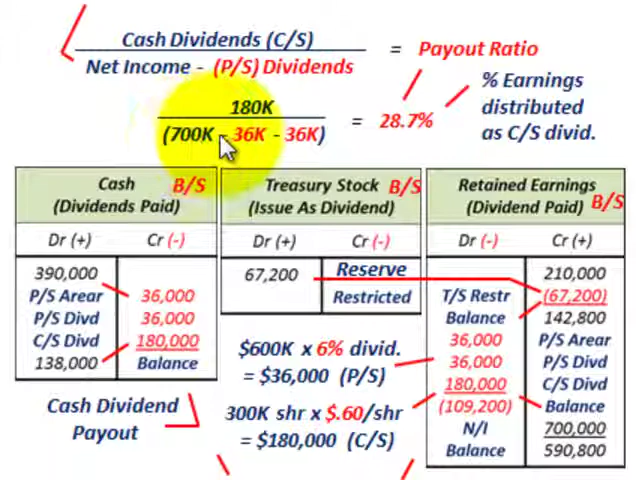 Cash Dividends (C/S)
Net Income - (P/S) Dividends
= Payout Ratio
180K
(700K - 36K - 36K)
= 28.7%
% Earnings
distributed
as C/S divid.
Cash B/S
(Dividends Paid)
Dr (+) Cr (-)
390,000
P/S Arear 36,000
P/S Divd 36,000
C/S Divd 180,000
138,000 Balance
Treasury Stock B/S
(Issue As Dividend)
Dr (+) Cr (-)
67,200 Reserve
Restricted
Retained Earnings
(Dividend Paid) B/S
Dr (-) Cr (+)
210,000
T/S Restr (67,200)
Balance 142,800
36,000 P/S Arear
36,000 P/S Divd
180,000 C/S Divd
(109,200) Balance
N/I 700,000
Balance 590,800
$600K x 6% divid.
= $36,000 (P/S)
300K shr x $.60/shr
= $180,000 (C/S)
Cash Dividend
Payout